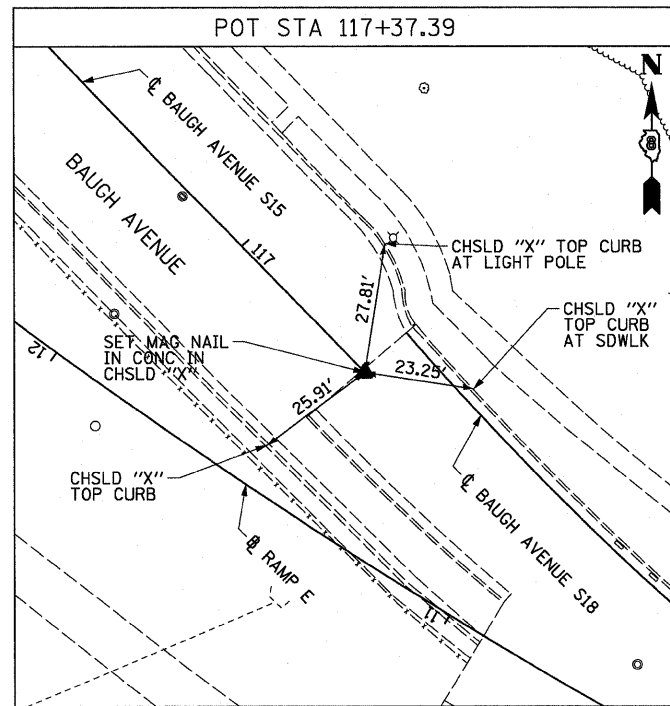 POT STA 117+37.39
N
8
℄ BAUGH AVENUE S15
BAUGH AVENUE
117
CHSLD "X" TOP CURB
AT LIGHT POLE
27.81'
CHSLD "X"
TOP CURB
AT SDWLK
SET MAG NAIL
IN CONC IN
CHSLD "X"
23.25'
25.91'
12
CHSLD "X"
TOP CURB
℄ BAUGH AVENUE S18
RAMP E
11